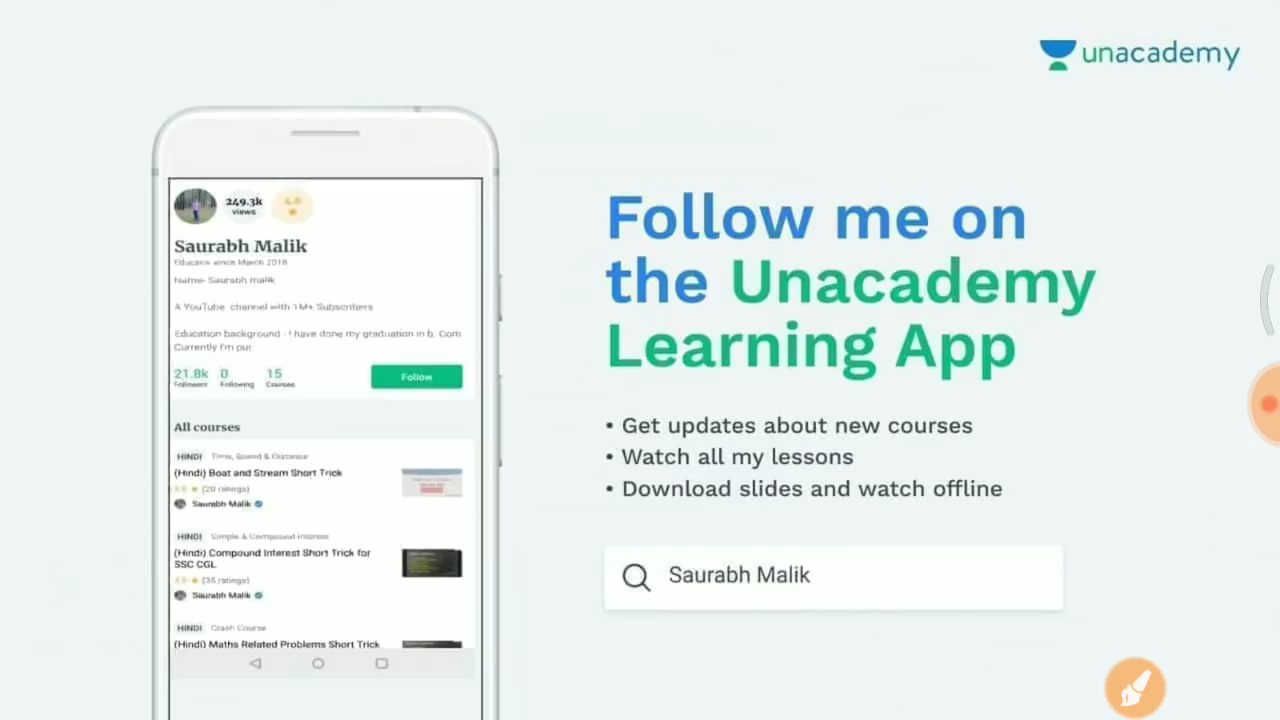 unacademy
249.3k
views
4.8
Saurabh Malik
Educator since March 2018
Name- Saurabh malik
A YouTube channel with 1M+ Subscribers
Education background - I have done my graduation in b. Com
Currently I'm pur
21.8k 0 15
Followers Following Courses
Follow
All courses
HINDI Time, Speed & Distance
(Hindi) Boat and Stream Short Trick
(20 ratings)
Saurabh Malik
HINDI Simple & Compound Interest
(Hindi) Compound Interest Short Trick for
SSC CGL
(35 ratings)
Saurabh Malik
HINDI Crash Course
(Hindi) Maths Related Problems Short Trick
Follow me on
the Unacademy
Learning App
• Get updates about new courses
• Watch all my lessons
• Download slides and watch offline
Saurabh Malik